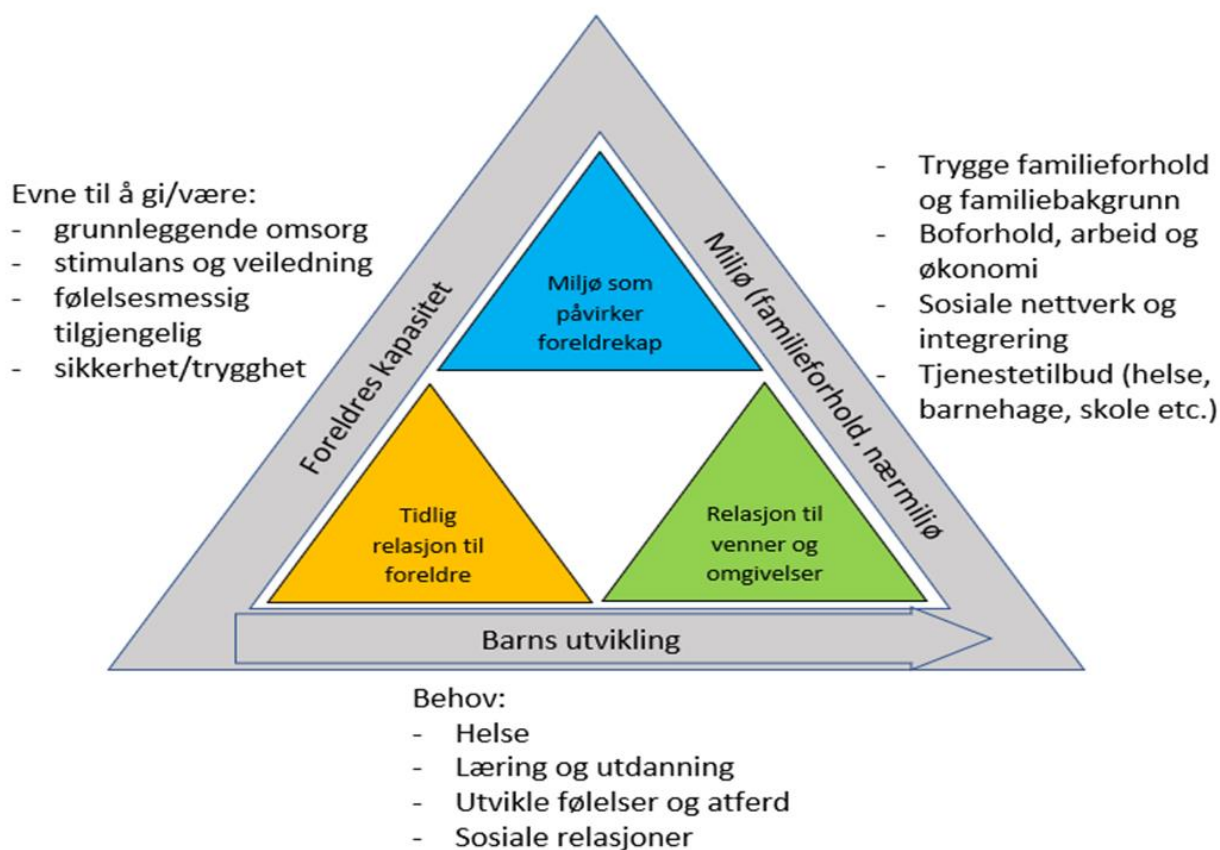 Evne til å gi/være:
- grunnleggende omsorg
- stimulans og veiledning
- følelsesmessig
tilgjengelig
- sikkerhet/trygghet
Foreldres kapasitet
Miljø som
påvirker
foreldrekap
Miljø (familieforhold, nærmiljø
- Trygge familieforhold
og familiebakgrunn
- Boforhold, arbeid og
økonomi
- Sosiale nettverk og
integrering
- Tjenestetilbud (helse,
barnehage, skole etc.)
Tidlig
relasjon til
foreldre
Relasjon til
venner og
omgivelser
Barns utvikling
Behov:
- Helse
- Læring og utdanning
- Utvikle følelser og atferd
- Sosiale relasjoner